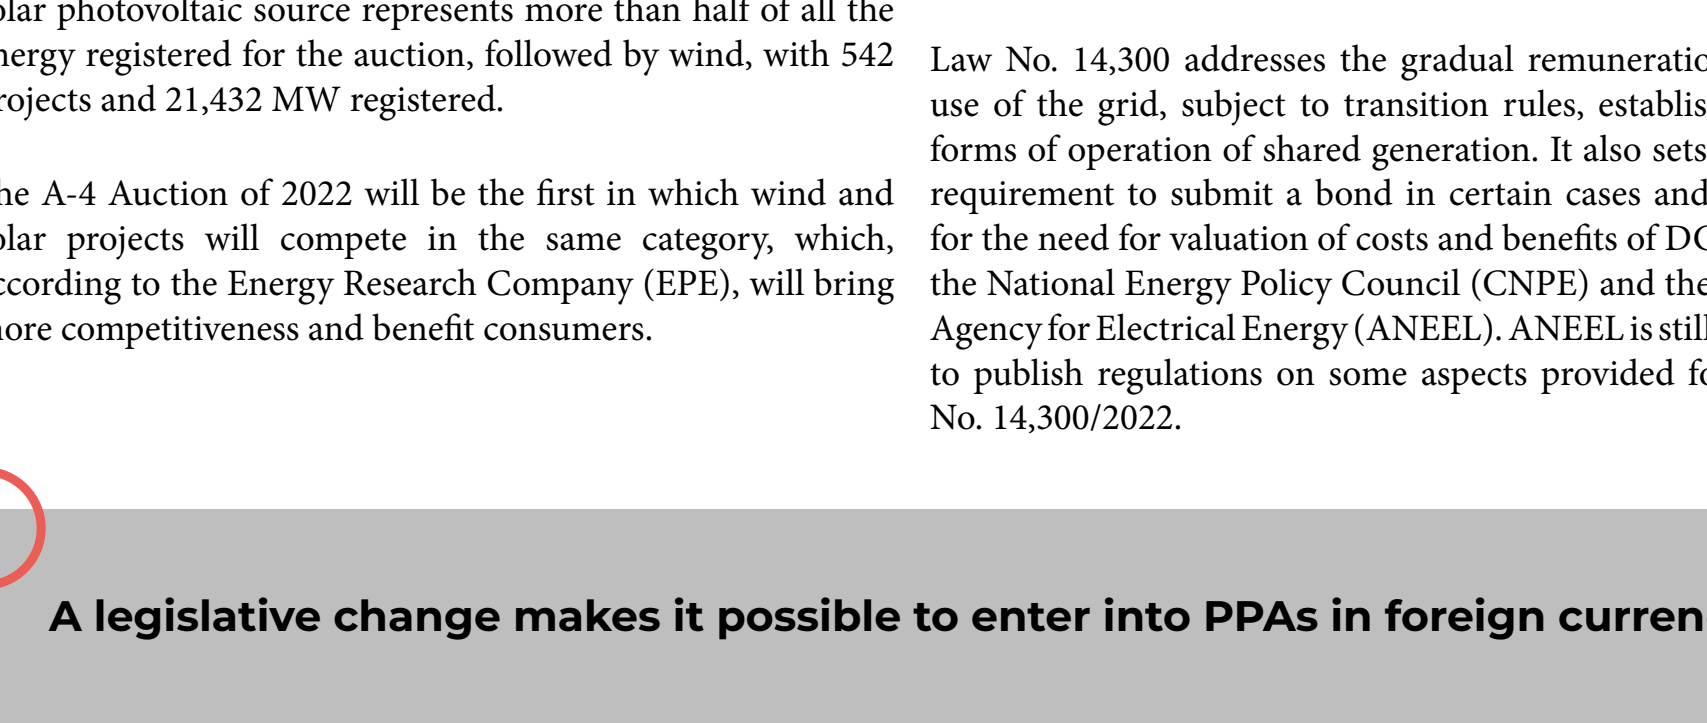 olar photovoltaic source represents more than half of all the
nergy registered for the auction, followed by wind, with 542
rojects and 21,432 MW registered.
he A-4 Auction of 2022 will be the first in which wind and
olar projects will compete in the same category, which,
ccording to the Energy Research Company (EPE), will bring
ore competitiveness and benefit consumers.
Law No. 14,300 addresses the gradual remuneratio
use of the grid, subject to transition rules, establis
forms of operation of shared generation. It also sets
requirement to submit a bond in certain cases and
for the need for valuation of costs and benefits of DG
the National Energy Policy Council (CNPE) and the
Agency for Electrical Energy (ANEEL). ANEEL is still
to publish regulations on some aspects provided fo
No. 14,300/2022.
A legislative change makes it possible to enter into PPAs in foreign curren